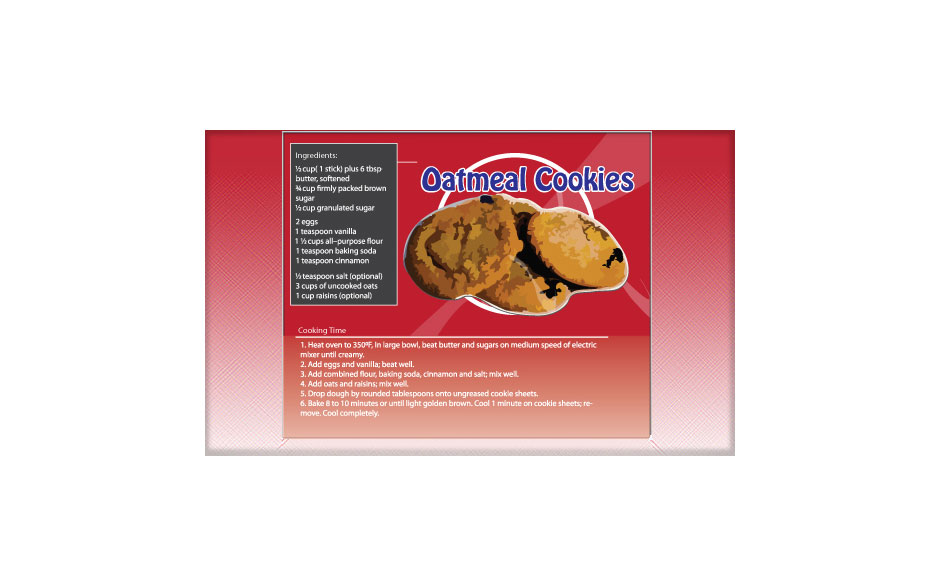 Ingredients:
½ cup( 1 stick) plus 6 tbsp
butter, softened
¾ cup firmly packed brown
sugar
½ cup granulated sugar
2 eggs
1 teaspoon vanilla
1 ½ cups all–purpose flour
1 teaspoon baking soda
1 teaspoon cinnamon
½ teaspoon salt (optional)
3 cups of uncooked oats
1 cup raisins (optional)
Oatmeal Cookies
Cooking Time
1. Heat oven to 350ºF, in large bowl, beat butter and sugars on medium speed of electric
mixer until creamy.
2. Add eggs and vanilla; beat well.
3. Add combined flour, baking soda, cinnamon and salt; mix well.
4. Add oats and raisins; mix well.
5. Drop dough by rounded tablespoons onto ungreased cookie sheets.
6. Bake 8 to 10 minutes or until light golden brown. Cool 1 minute on cookie sheets; re-
move. Cool completely.